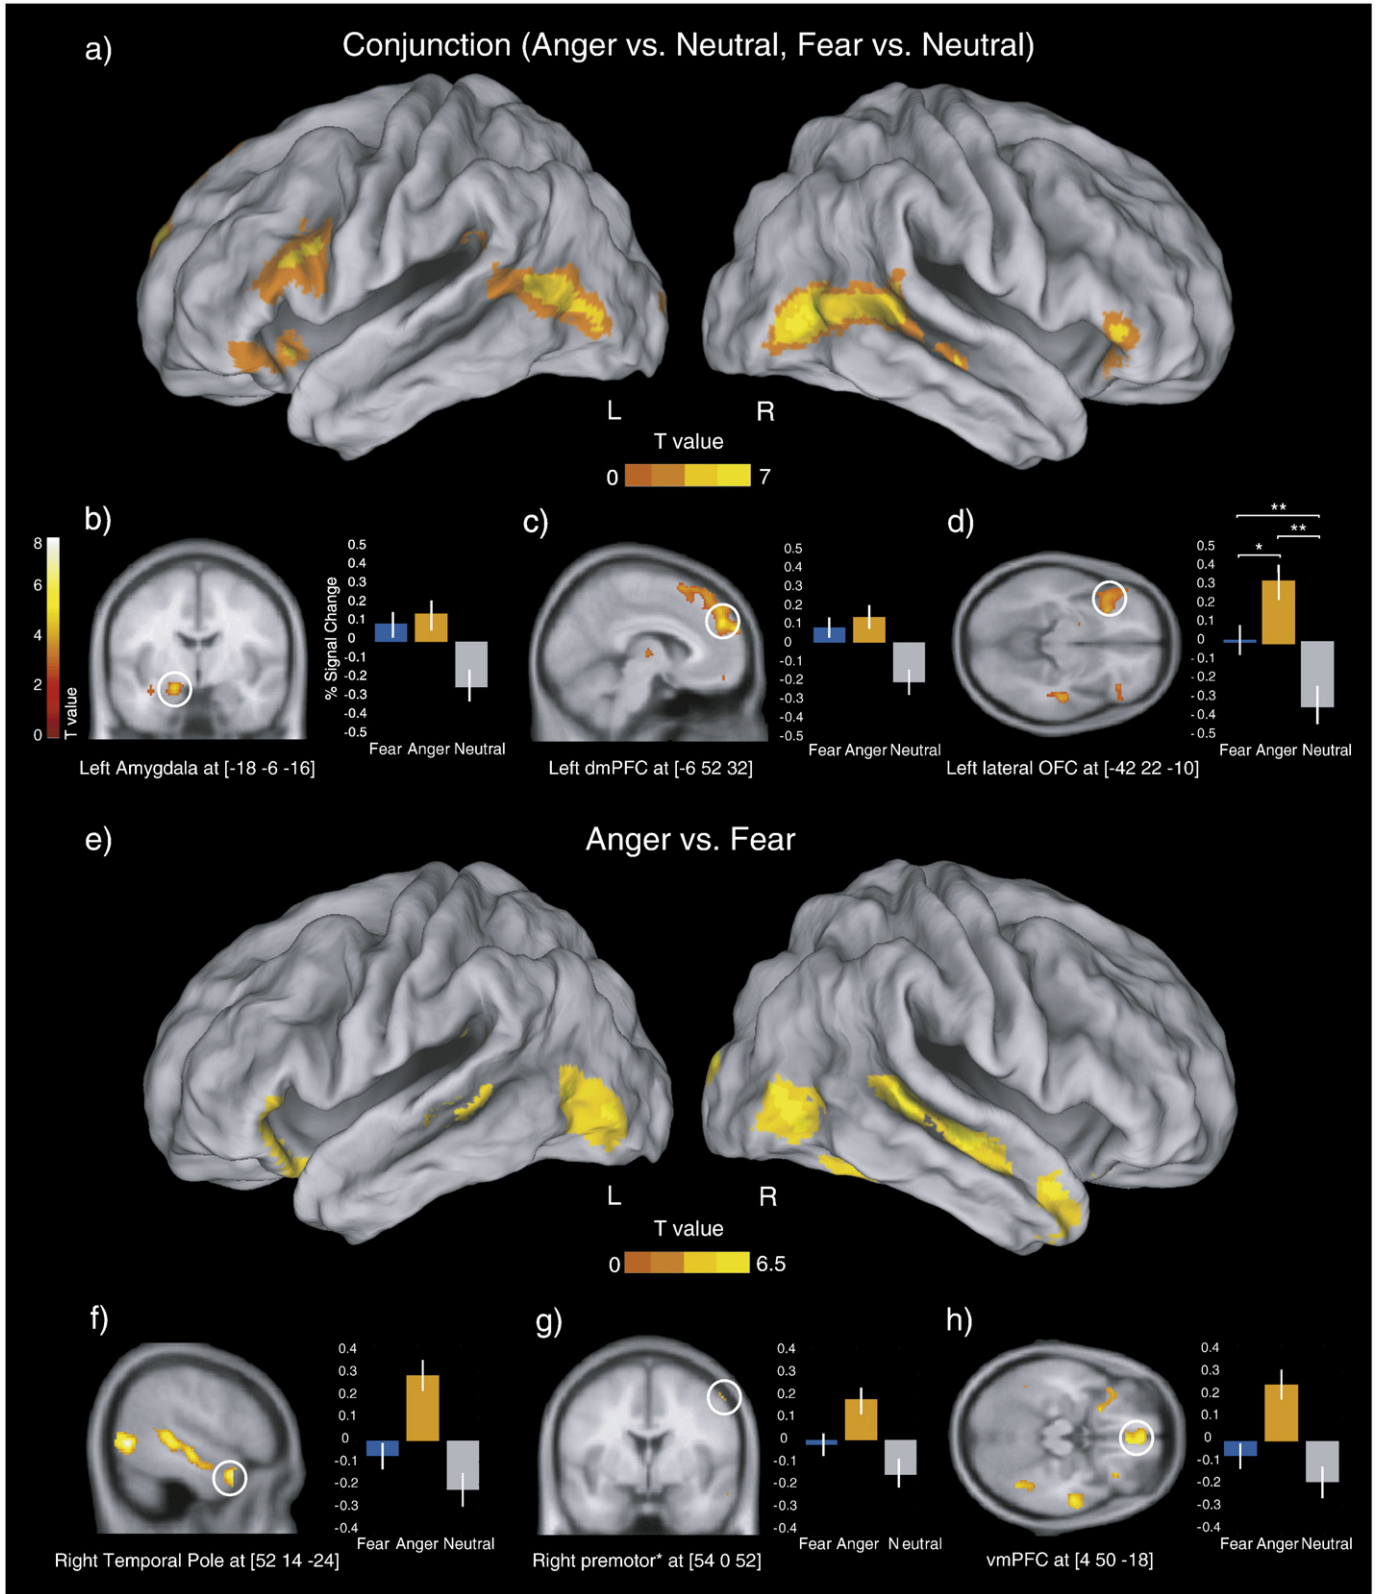 a)
Conjunction (Anger vs. Neutral, Fear vs. Neutral)
L R
T value
0 7
b)
8
6
4
2
0
T value
% Signal Change
0.5
0.4
0.3
0.2
0.1
0
-0.1
-0.2
-0.3
-0.4
-0.5
Fear Anger Neutral
Left Amygdala at [-18 -6 -16]
c)
0.5
0.4
0.3
0.2
0.1
0
-0.1
-0.2
-0.3
-0.4
-0.5
Fear Anger Neutral
Left dmPFC at [-6 52 32]
d)
**
**
*
0.5
0.4
0.3
0.2
0.1
0
-0.1
-0.2
-0.3
-0.4
-0.5
Fear Anger Neutral
Left lateral OFC at [-42 22 -10]
e)
Anger vs. Fear
L R
T value
0 6.5
f)
0.4
0.3
0.2
0.1
0
-0.1
-0.2
-0.3
-0.4
Fear Anger Neutral
Right Temporal Pole at [52 14 -24]
g)
0.4
0.3
0.2
0.1
0
-0.1
-0.2
-0.3
-0.4
Fear Anger Neutral
Right premotor* at [54 0 52]
h)
0.4
0.3
0.2
0.1
0
-0.1
-0.2
-0.3
-0.4
Fear Anger Neutral
vmPFC at [4 50 -18]